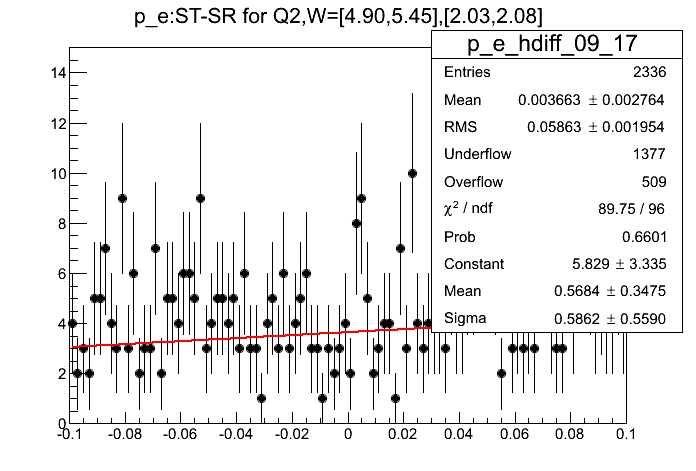 p_e:ST-SR for Q2,W=[4.90,5.45],[2.03,2.08]
p_e_hdiff_09_17
Entries 2336
Mean 0.003663 ± 0.002764
RMS 0.05863 ± 0.001954
Underflow 1377
Overflow 509
χ² / ndf 89.75 / 96
Prob 0.6601
Constant 5.829 ± 3.335
Mean 0.5684 ± 0.3475
Sigma 0.5862 ± 0.5590
14
12
10
8
6
4
2
0
-0.1 -0.08 -0.06 -0.04 -0.02 0 0.02 0.04 0.06 0.08 0.1